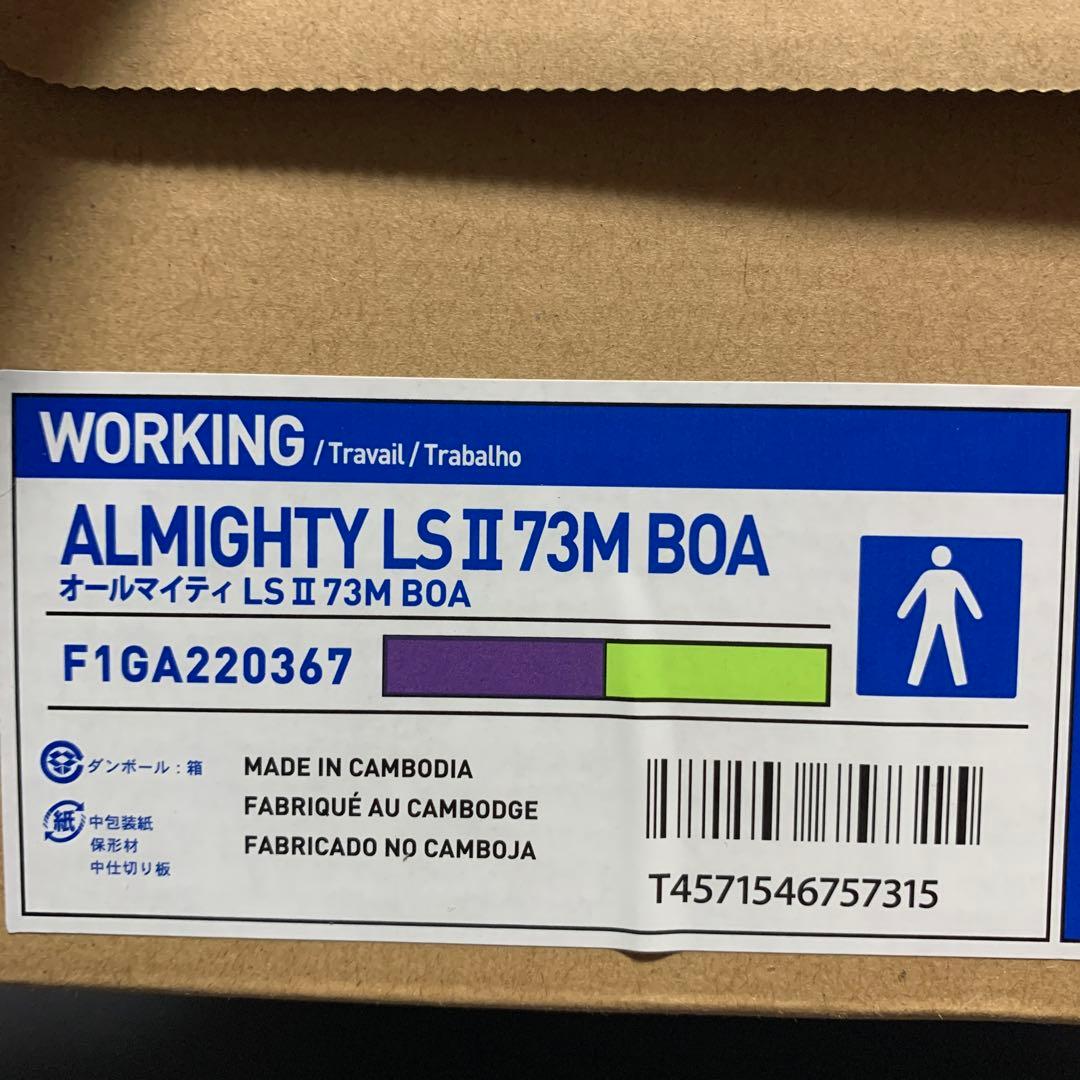 WORKING / Travail / Trabalho
ALMIGHTY LS II 73M BOA
オールマイティ LS II 73M BOA
F1GA220367
ダンボール：箱
紙
中包装紙
保形材
中仕切り板
MADE IN CAMBODIA
FABRIQUÉ AU CAMBODGE
FABRICADO NO CAMBOJA
T4571546757315